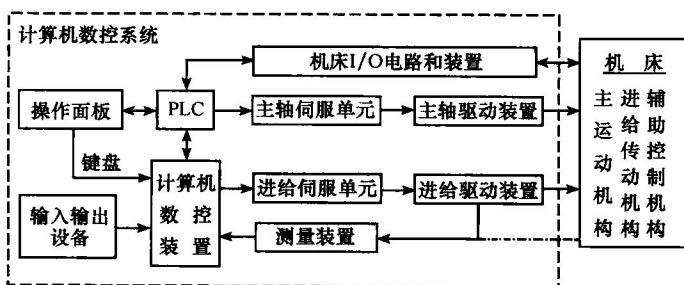 计算机数控系统
机床I/O电路和装置
操作面板
PLC
主轴伺服单元
主轴驱动装置
键盘
计算机
数控
装置
进给伺服单元
进给驱动装置
输入输出
设备
测量装置
机床
主运动机构
进给传动机构
辅助控制机构